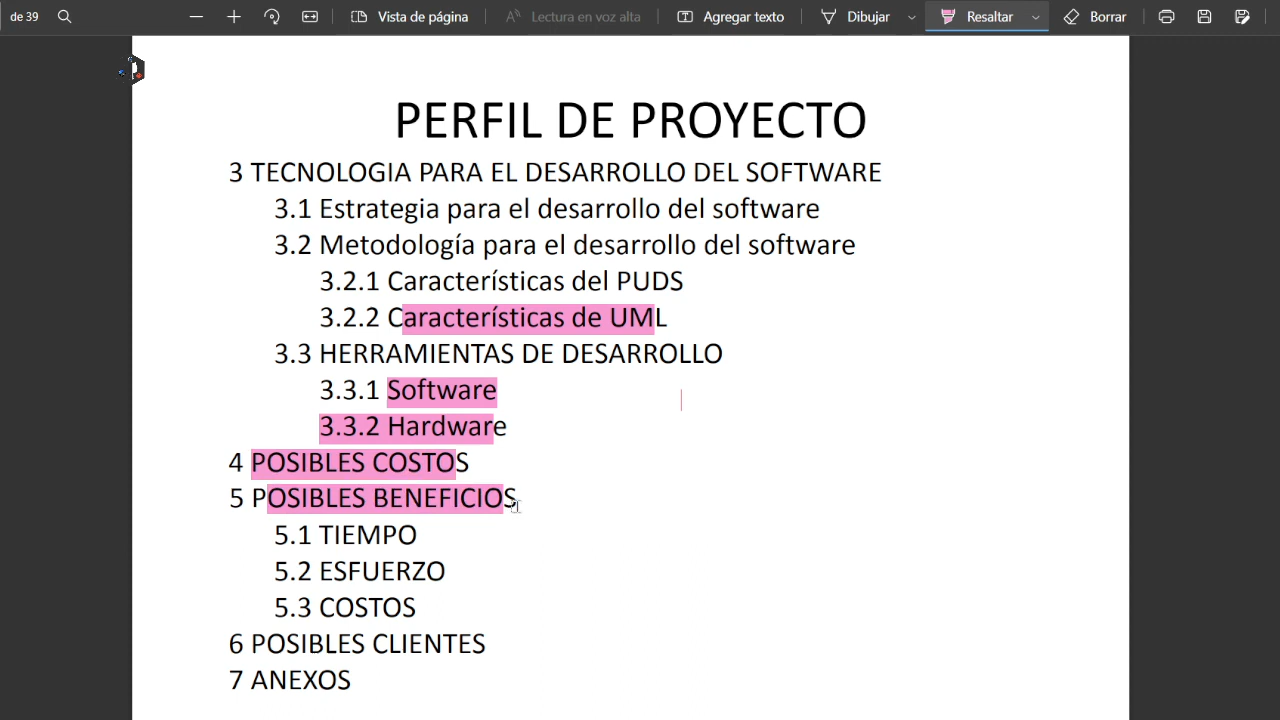 de 39
Vista de página
A Lectura en voz alta
Agregar texto
Dibujar
Resaltar
Borrar
PERFIL DE PROYECTO
3 TECNOLOGIA PARA EL DESARROLLO DEL SOFTWARE
3.1 Estrategia para el desarrollo del software
3.2 Metodología para el desarrollo del software
3.2.1 Características del PUDS
3.2.2 Características de UML
3.3 HERRAMIENTAS DE DESARROLLO
3.3.1 Software
3.3.2 Hardware
4 POSIBLES COSTOS
5 POSIBLES BENEFICIOS
5.1 TIEMPO
5.2 ESFUERZO
5.3 COSTOS
6 POSIBLES CLIENTES
7 ANEXOS